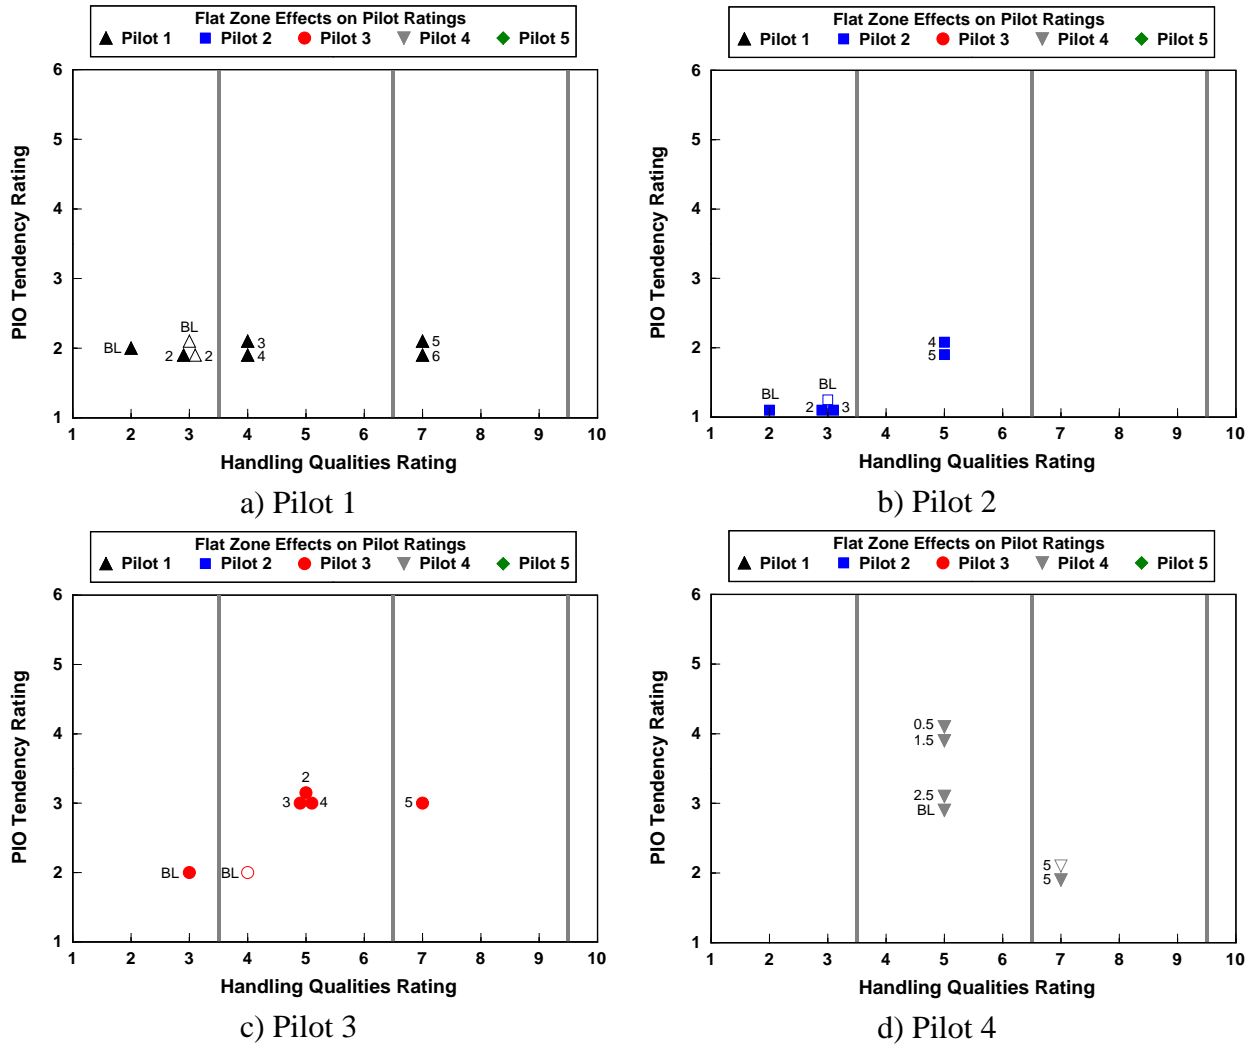 Flat Zone Effects on Pilot Ratings
Pilot 1 Pilot 2 Pilot 3 Pilot 4 Pilot 5
6
5
4
3
2
1
PIO Tendency Rating
BL
BL
2 2
3
4
5
6
1 2 3 4 5 6 7 8 9 10
Handling Qualities Rating
a) Pilot 1
Flat Zone Effects on Pilot Ratings
Pilot 1 Pilot 2 Pilot 3 Pilot 4 Pilot 5
6
5
4
3
2
1
PIO Tendency Rating
4
5
BL BL
2 3
1 2 3 4 5 6 7 8 9 10
Handling Qualities Rating
b) Pilot 2
Flat Zone Effects on Pilot Ratings
Pilot 1 Pilot 2 Pilot 3 Pilot 4 Pilot 5
6
5
4
3
2
1
PIO Tendency Rating
2
3 4 5
BL BL
1 2 3 4 5 6 7 8 9 10
Handling Qualities Rating
c) Pilot 3
Flat Zone Effects on Pilot Ratings
Pilot 1 Pilot 2 Pilot 3 Pilot 4 Pilot 5
6
5
4
3
2
1
PIO Tendency Rating
0.5
1.5
2.5
BL
5
5
1 2 3 4 5 6 7 8 9 10
Handling Qualities Rating
d) Pilot 4